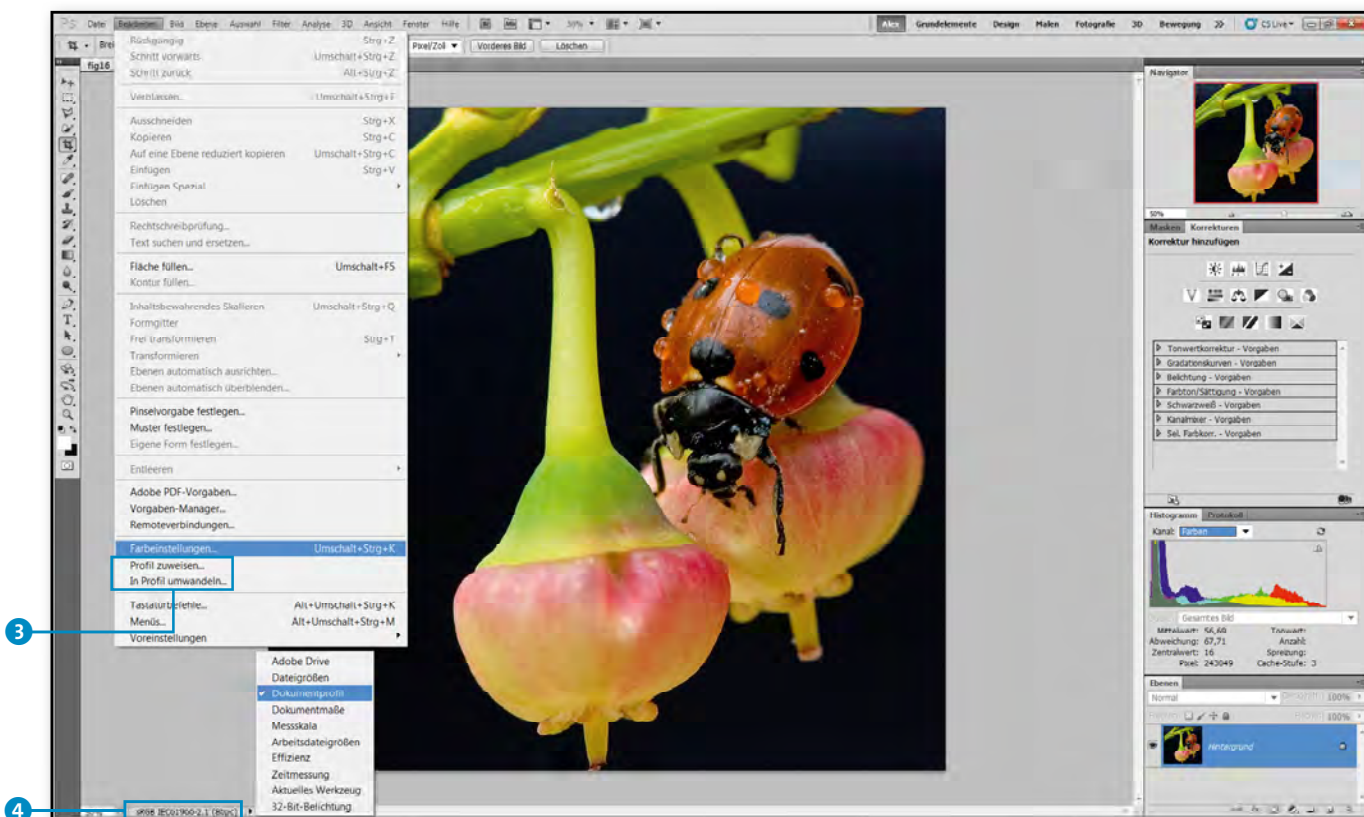 PS Datei Bearbeiten Bild Ebene Auswahl Filter Analyse 3D Ansicht Fenster Hilfe
Alex Grundelemente Design Malen Fotografie 3D Bewegung CS Live
Pixel/Zoll Vorderes Bild Löschen
Rückgängig Strg+Z
Schritt vorwärts Umschalt+Strg+Z
Schritt zurück Alt+Strg+Z
Verblassen... Umschalt+Strg+F
Ausschneiden Strg+X
Kopieren Strg+C
Auf eine Ebene reduziert kopieren Umschalt+Strg+C
Einfügen Strg+V
Einfügen Spezial
Löschen
Rechtschreibprüfung...
Text suchen und ersetzen...
Fläche füllen... Umschalt+F5
Kontur füllen...
Inhaltsbewahrendes Skalieren Umschalt+Strg+Q
Formgitter
Frei transformieren Strg+T
Transformieren
Ebenen automatisch ausrichten...
Ebenen automatisch überblenden...
Pinselvorgabe festlegen...
Muster festlegen...
Eigene Form festlegen...
Entleeren
Adobe PDF-Vorgaben...
Vorgaben-Manager...
Remoteverbindungen...
Farbeinstellungen... Umschalt+Strg+K
Profil zuweisen...
In Profil umwandeln...
Tastaturbefehle... Alt+Umschalt+Strg+K
Menüs... Alt+Umschalt+Strg+M
Voreinstellungen
3
Adobe Drive
Dateigrößen
Dokumentprofil
Dokumentmaße
Messskala
Arbeitsdateigrößen
Effizienz
Zeitmessung
Aktuelles Werkzeug
32-Bit-Belichtung
4
sRGB IEC61966-2.1 (8bpc)
fig16
Navigator
50%
Masken Korrekturen
Korrektur hinzufügen
Tonwertkorrektur - Vorgaben
Gradationskurven - Vorgaben
Belichtung - Vorgaben
Farbton/Sättigung - Vorgaben
Schwarzweiß - Vorgaben
Kanalmixer - Vorgaben
Sel. Farbkorr. - Vorgaben
Histogramm Protokoll
Kanal: Farben
Gesamtes Bild
Mittelwert: 56,60 Tonwert:
Abweichung: 67,71 Anzahl:
Zentralwert: 16 Spreizung:
Pixel: 243049 Cache-Stufe: 3
Ebenen
Normal 100%
100%
Hintergrund